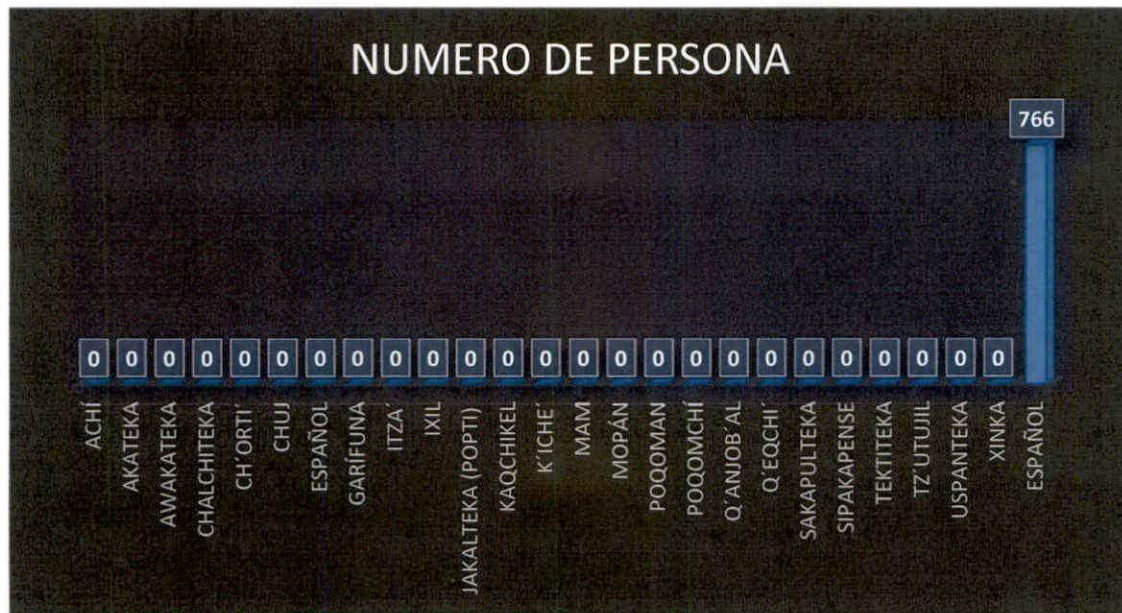 NUMERO DE PERSONA
766
0 0 0 0 0 0 0 0 0 0 0 0 0 0 0 0 0 0 0 0 0 0 0 0 0
ACHÍ
AKATEKA
AWAKATEKA
CHALCHITEKA
CH´ORTI´
CHUJ
ESPAÑOL
GARÍFUNA
ITZA´
IXIL
JAKALTEKA (POPTI)
KAQCHIKEL
K´ICHE´
MAM
MOPÁN
POQOMAN
POQOMCHÍ
Q´ANJOB´AL
Q´EQCHI´
SAKAPULTEKA
SIPAKAPENSE
TEKTITEKA
TZ´UTUJIL
USPANTEKA
XINKA
ESPAÑOL